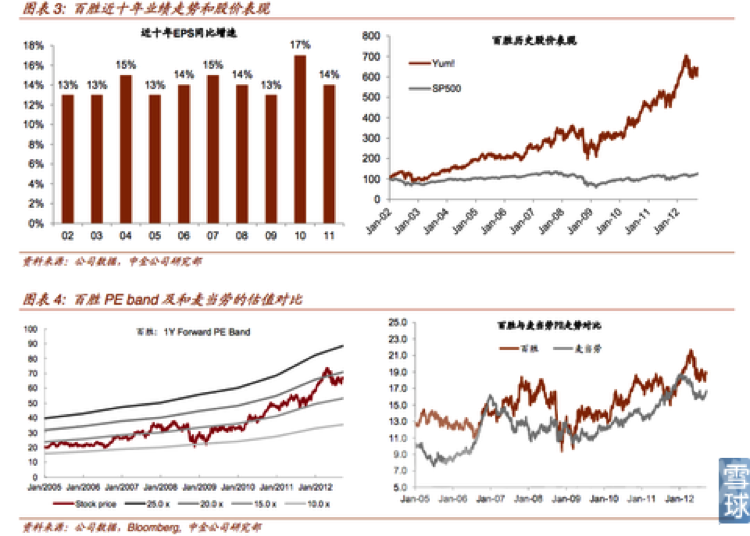 图表 3: 百胜近十年业绩走势和股价表现
近十年EPS同比增速
18%
16%
14%
12%
10%
8%
6%
4%
2%
0%
13% 13% 15% 13% 14% 15% 14% 13% 17% 14%
02 03 04 05 06 07 08 09 10 11
百胜历史股价表现
800
700
600
500
400
300
200
100
0
Yum!
SP500
Jan-02 Jan-03 Jan-04 Jan-05 Jan-06 Jan-07 Jan-08 Jan-09 Jan-10 Jan-11 Jan-12
资料来源: 公司数据, 中金公司研究部
图表 4: 百胜 PE band 及和麦当劳的估值对比
百胜: 1Y Forward PE Band
100
90
80
70
60
50
40
30
20
10
0
Jan/2005 Jan/2006 Jan/2007 Jan/2008 Jan/2009 Jan/2010 Jan/2011 Jan/2012
Stock price 25.0 x 20.0 x 15.0 x 10.0 x
百胜与麦当劳PE走势对比
百胜 麦当劳
25.0
23.0
21.0
19.0
17.0
15.0
13.0
11.0
9.0
7.0
5.0
Jan-05 Jan-06 Jan-07 Jan-08 Jan-09 Jan-10 Jan-11 Jan-12
资料来源: 公司数据, Bloomberg, 中金公司研究部
雪球